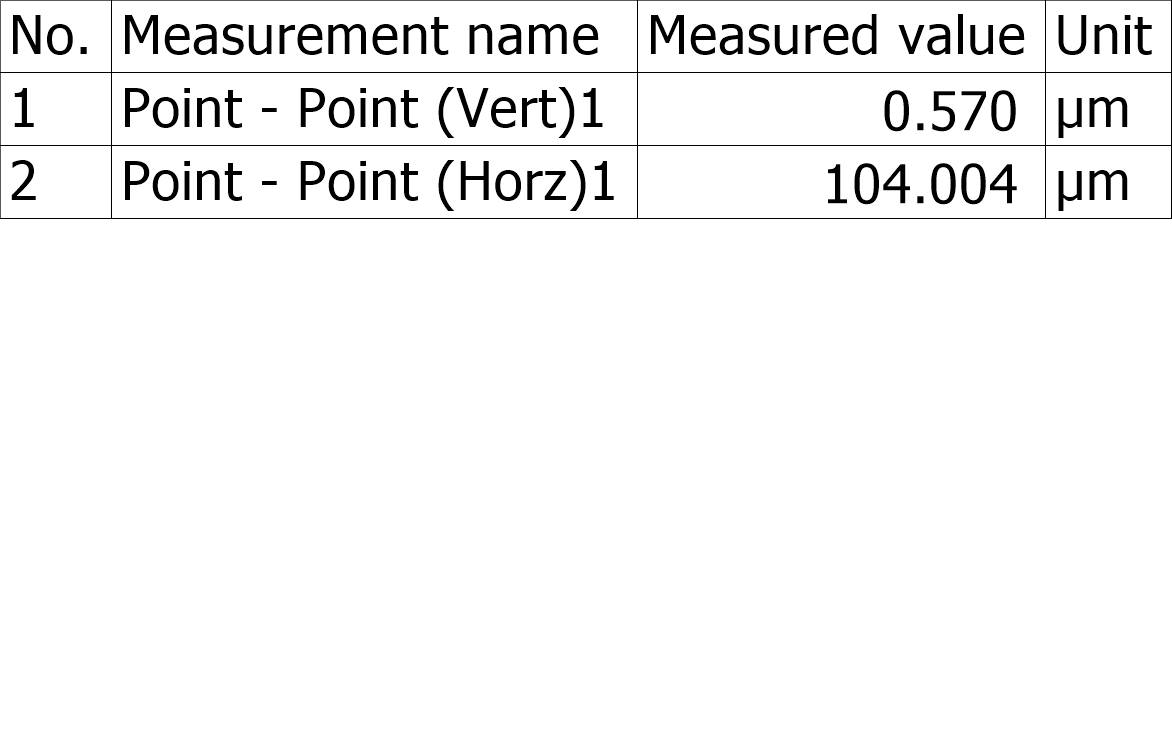 No. Measurement name Measured value Unit
1 Point - Point (Vert)1 0.570 µm
2 Point - Point (Horz)1 104.004 µm